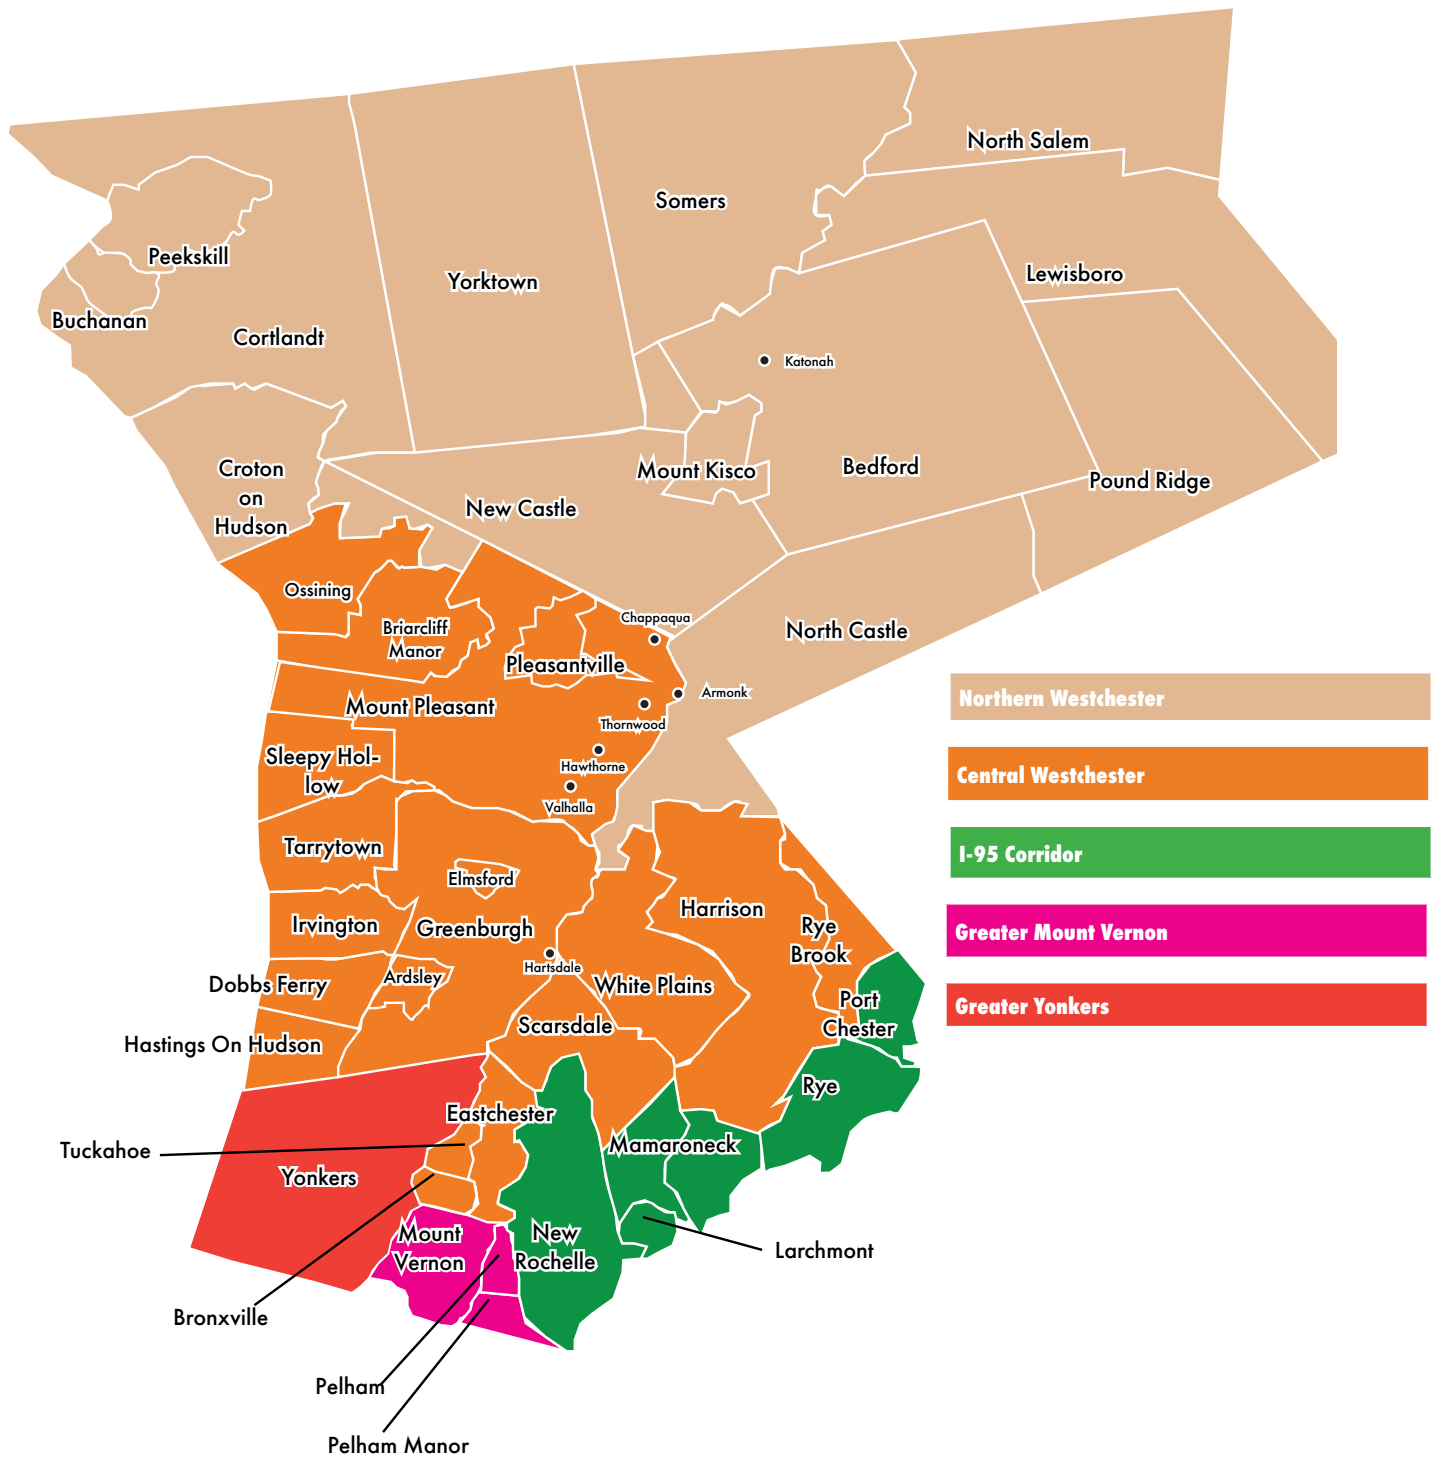 North Salem
Somers
Peekskill
Yorktown
Lewisboro
Buchanan
Cortlandt
Katonah
Croton
on
Hudson
Mount Kisco
Bedford
Pound Ridge
New Castle
Ossining
Chappaqua
Briarcliff
Manor
North Castle
Pleasantville
Armonk
Mount Pleasant
Thornwood
Sleepy Hol-
low
Hawthorne
Valhalla
Tarrytown
Elmsford
Harrison
Irvington
Greenburgh
Rye
Brook
Hartsdale
Dobbs Ferry
Ardsley
White Plains
Port
Chester
Scarsdale
Hastings On Hudson
Rye
Eastchester
Tuckahoe
Mamaroneck
Yonkers
Mount
Vernon
New
Rochelle
Larchmont
Bronxville
Pelham
Pelham Manor
Northern Westchester
Central Westchester
I-95 Corridor
Greater Mount Vernon
Greater Yonkers